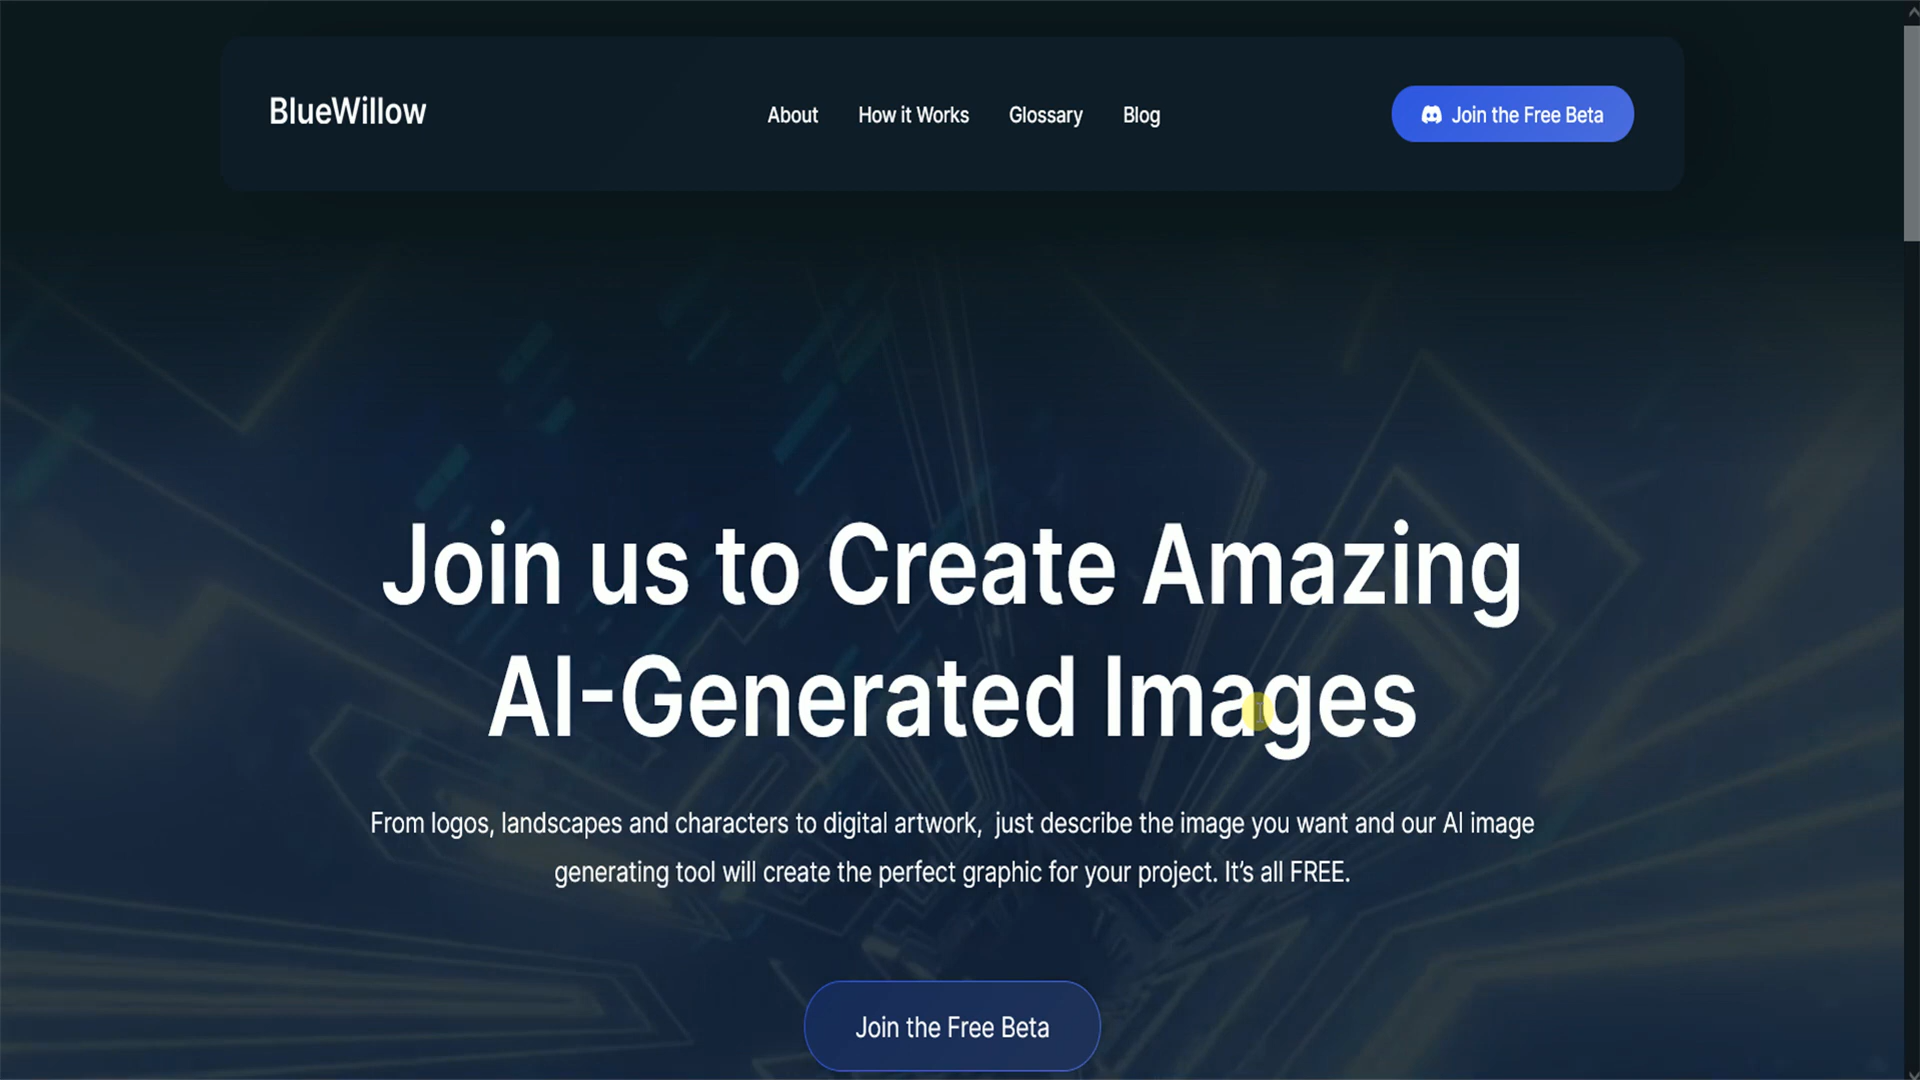 BlueWillow
About
How it Works
Glossary
Blog
Join the Free Beta
Join us to Create Amazing
AI-Generated Images
From logos, landscapes and characters to digital artwork,  just describe the image you want and our AI image
generating tool will create the perfect graphic for your project. It’s all FREE.
Join the Free Beta